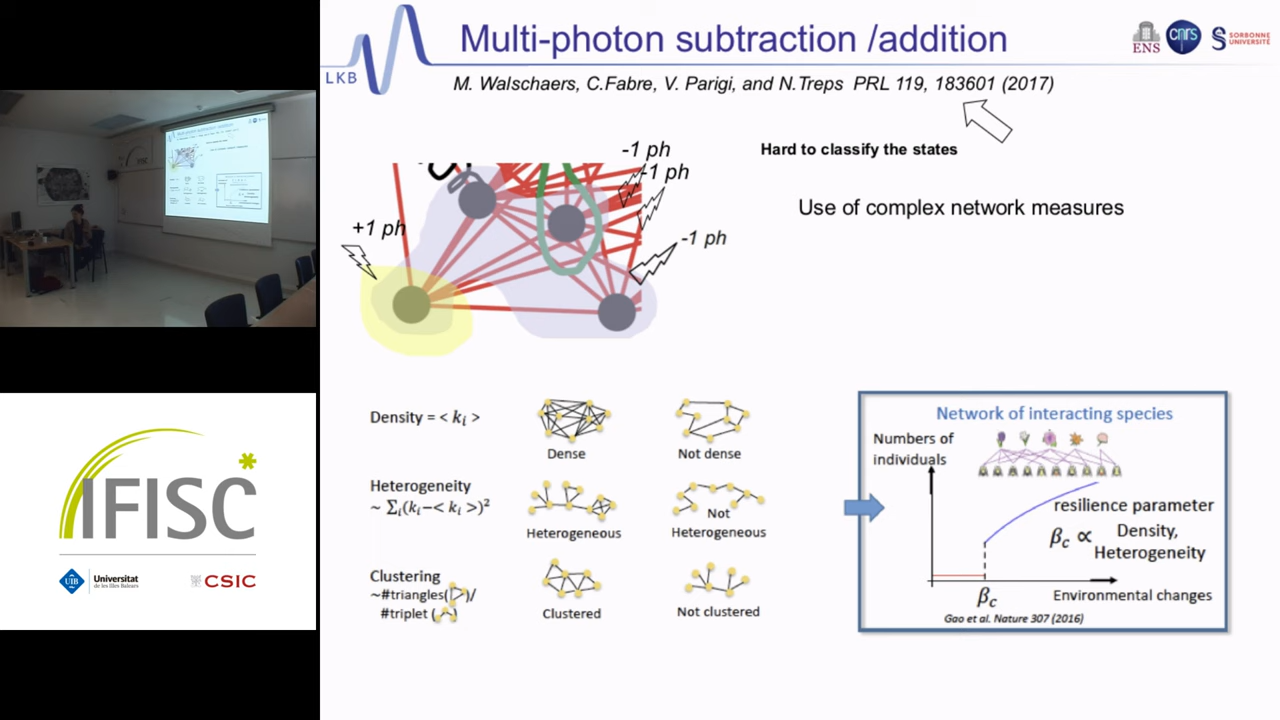 Multi-photon subtraction /addition
LKB
ENS
cnrs
SORBONNE
UNIVERSITÉ
M. Walschaers, C.Fabre, V. Parigi, and N.Treps PRL 119, 183601 (2017)
-1 ph
-1 ph
+1 ph
-1 ph
Hard to classify the states
Use of complex network measures
Density = < kᵢ >
Dense
Not dense
Heterogeneity
~ ∑ᵢ(kᵢ−< kᵢ >)²
Heterogeneous
Not
Heterogeneous
Clustering
~#triangles( )/
#triplet ( )
Clustered
Not clustered
Network of interacting species
Numbers of
individuals
resilience parameter
β_c ∝ Density,
Heterogeneity
β_c
Environmental changes
Gao et al. Nature 307 (2016)
IFISC
UIB
Universitat
de les Illes Balears
CSIC